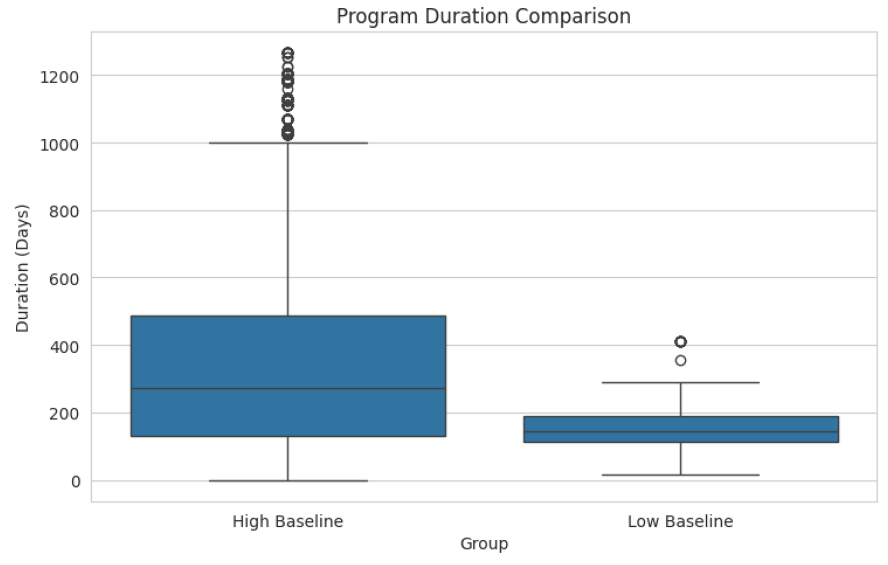 Program Duration Comparison
1200
1000
800
600
400
200
0
Duration (Days)
High Baseline
Low Baseline
Group